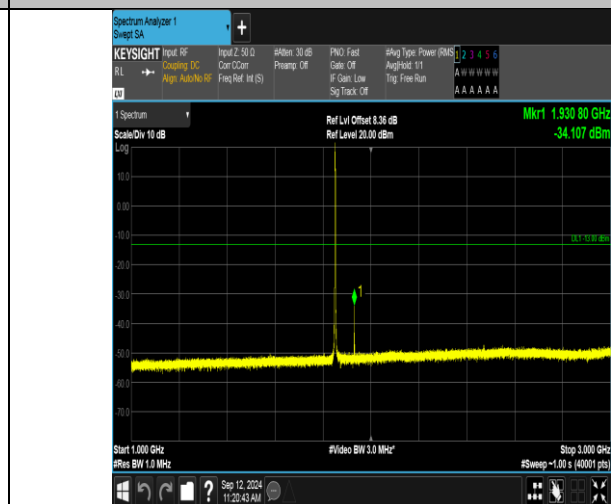 Spectrum Analyzer 1
Swept SA
+
KEYSIGHT Input: RF Input Z: 50 Ω #Atten: 30 dB PNO: Fast #Avg Type: Power (RMS 1 2 3 4 5 6
RL Coupling: DC Corr CCorr Preamp: Off Gate: Off Avg|Hold: 1/1 A W W W W W
Align: Auto/No RF Freq Ref: Int (S) IF Gain: Low Trig: Free Run
Sig Track: Off A A A A A A
1 Spectrum Ref Lvl Offset 8.36 dB Mkr1 1.930 80 GHz
Scale/Div 10 dB Ref Level 20.00 dBm -34.107 dBm
Log
10.0
0.00
-10.0
DL1 -13.00 dBm
-20.0
-30.0
1
-40.0
-50.0
-60.0
-70.0
Start 1.000 GHz #Video BW 3.0 MHz* Stop 3.000 GHz
#Res BW 1.0 MHz #Sweep ~1.00 s (40001 pts)
? Sep 12, 2024
11:20:43 AM